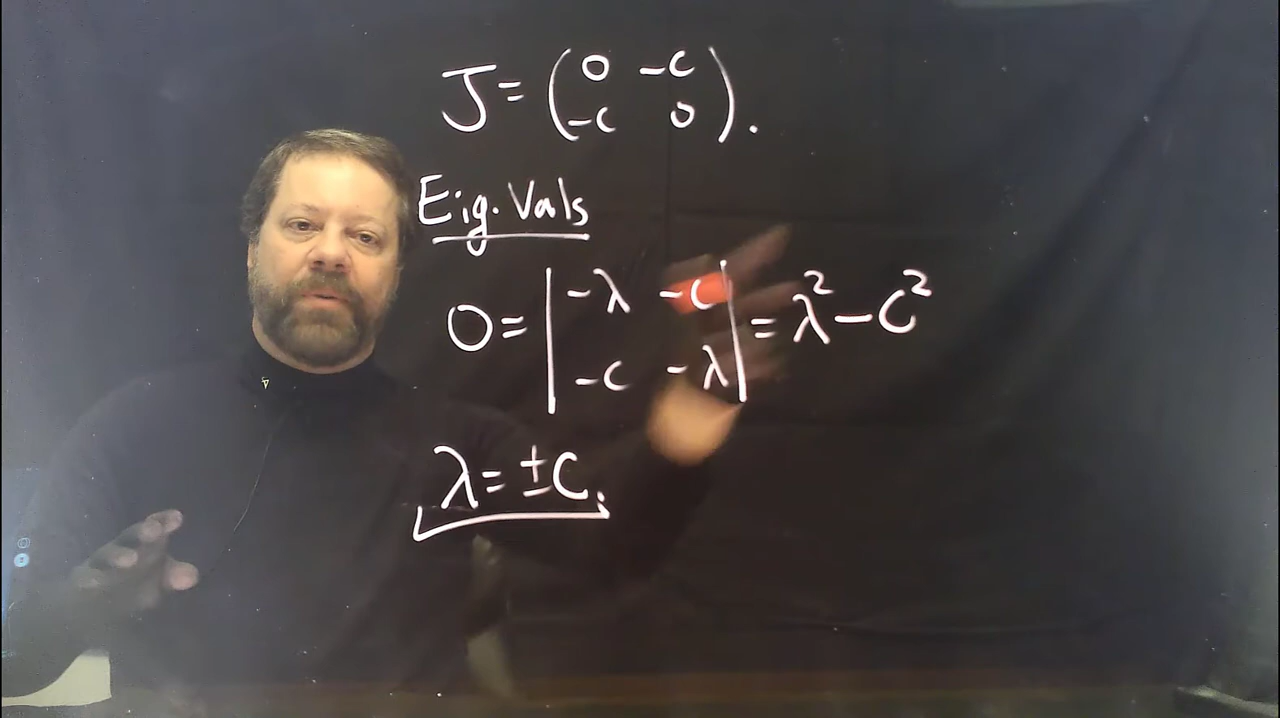 J = ( 0 -c
-c 0 ).
Eig. Vals
0 = | -λ -c
-c -λ | = λ² - c²
λ = ± c.